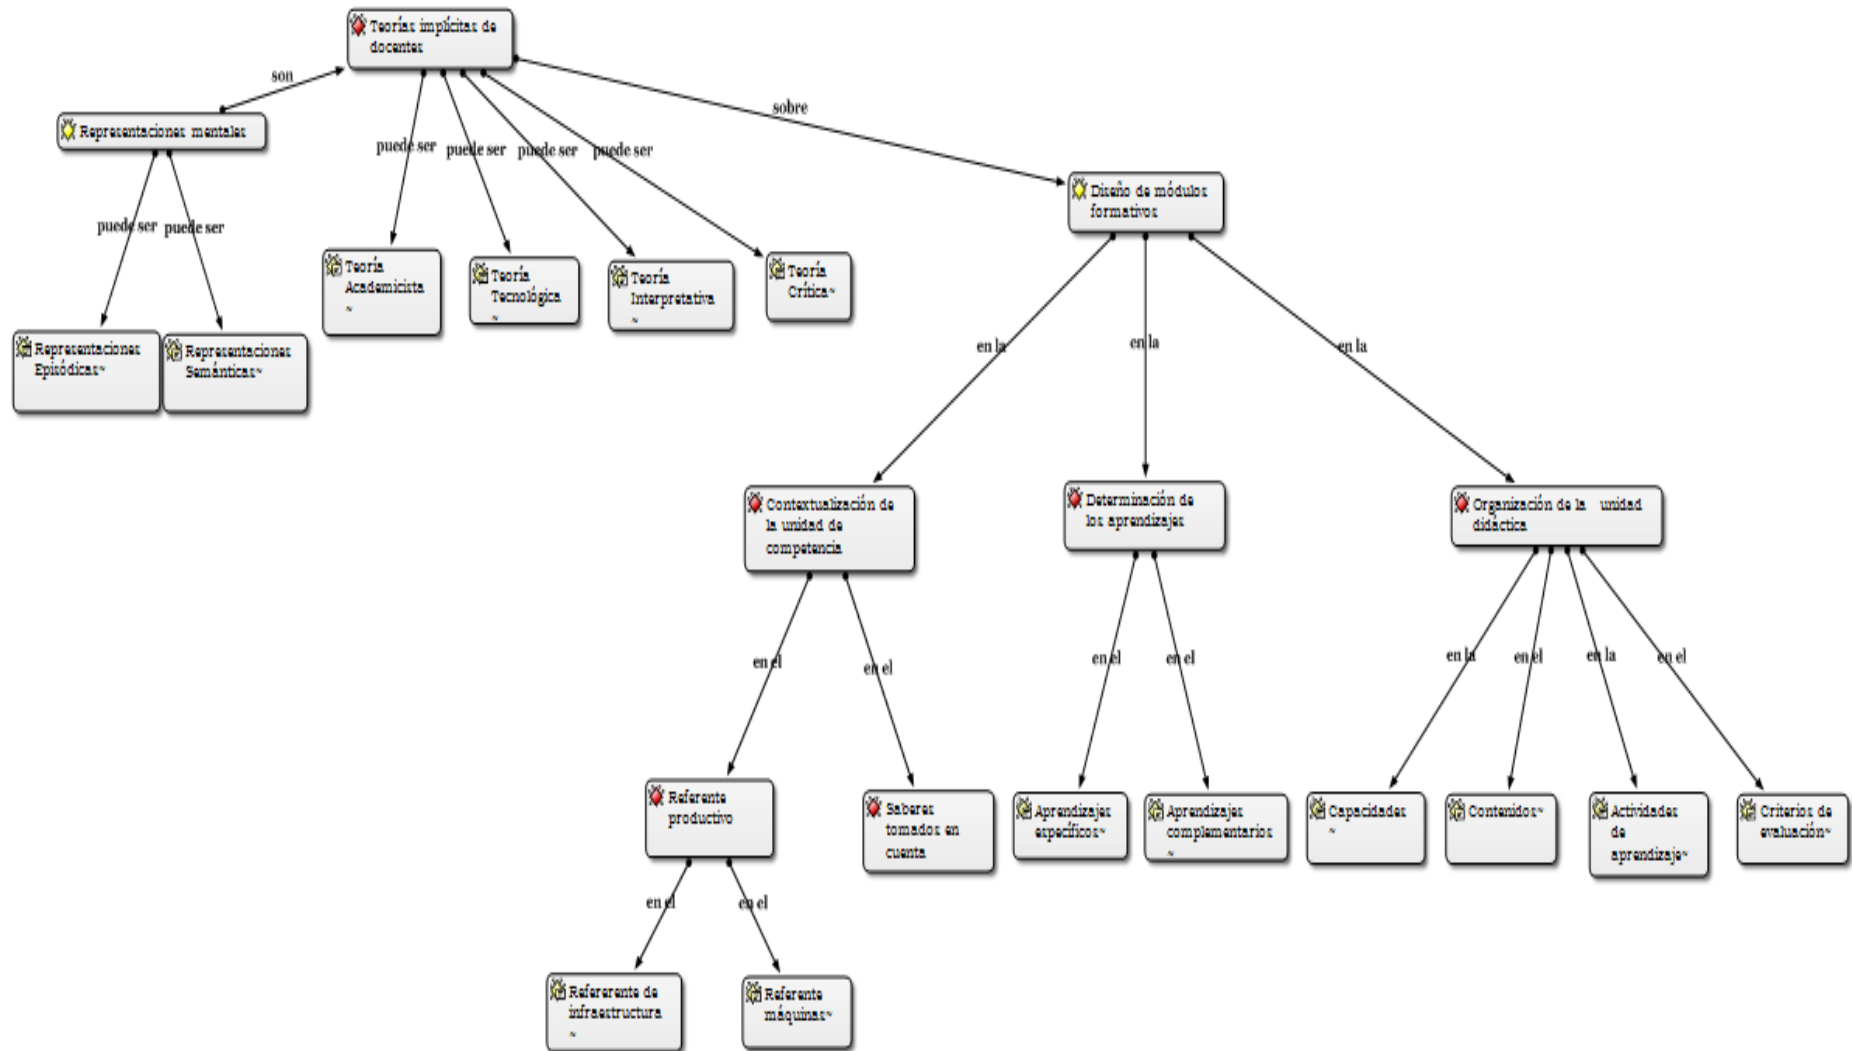 Teorías implícitas de
docentes
son
Representaciones mentales
puede ser
puede ser
Representaciones
Episódicas~
Representaciones
Semánticas~
puede ser
puede ser
puede ser
puede ser
Teoría
Academicista
~
Teoría
Tecnológica
~
Teoría
Interpretativa
~
Teoría
Crítica~
sobre
Diseño de módulos
formativos
en la
en la
en la
Contextualización de
la unidad de
competencia
Determinación de
los aprendizajes
Organización de la unidad
didáctica
en el
en el
en el
en el
en la
en el
en la
en el
Referente
productivo
Saberes
tomados en
cuenta
Aprendizajes
específicos~
Aprendizajes
complementarios
~
Capacidades
~
Contenidos~
Actividades
de
aprendizaje~
Criterios de
evaluación~
en el
en el
Refererente de
infraestructura
~
Referente
máquinas~